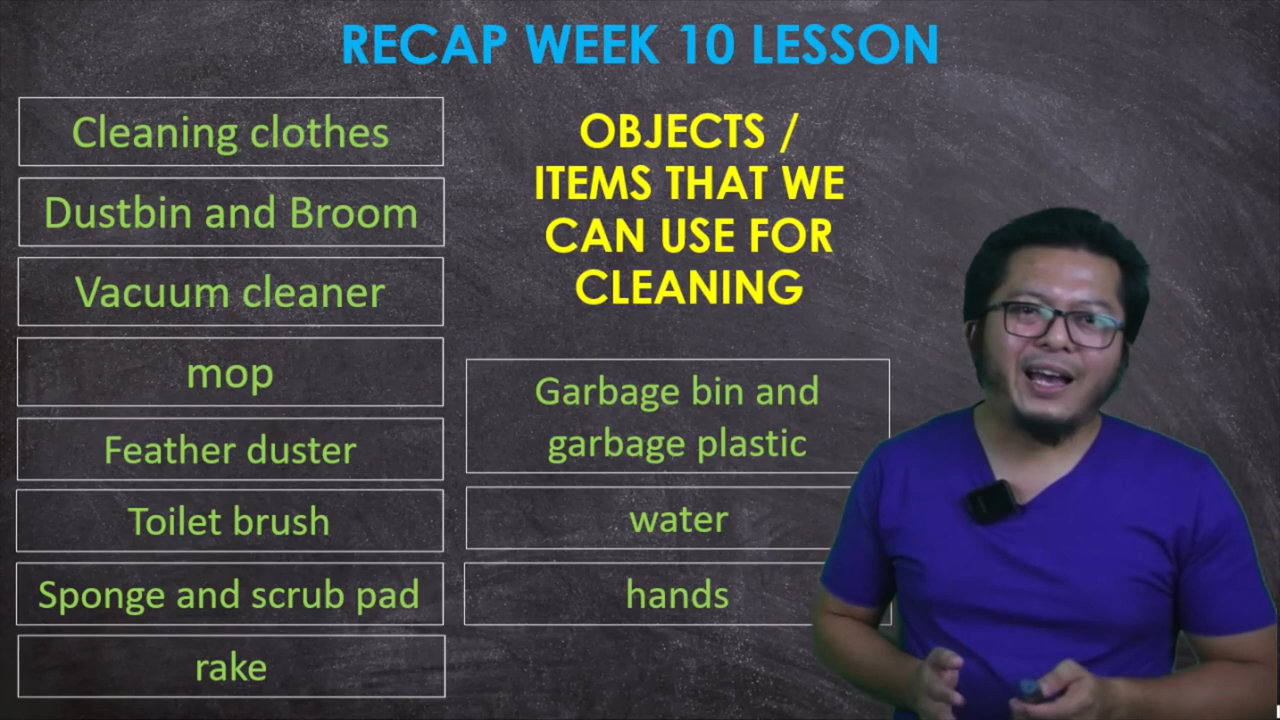 RECAP WEEK 10 LESSON
Cleaning clothes
Dustbin and Broom
Vacuum cleaner
mop
Feather duster
Toilet brush
Sponge and scrub pad
rake
OBJECTS /
ITEMS THAT WE
CAN USE FOR
CLEANING
Garbage bin and
garbage plastic
water
hands